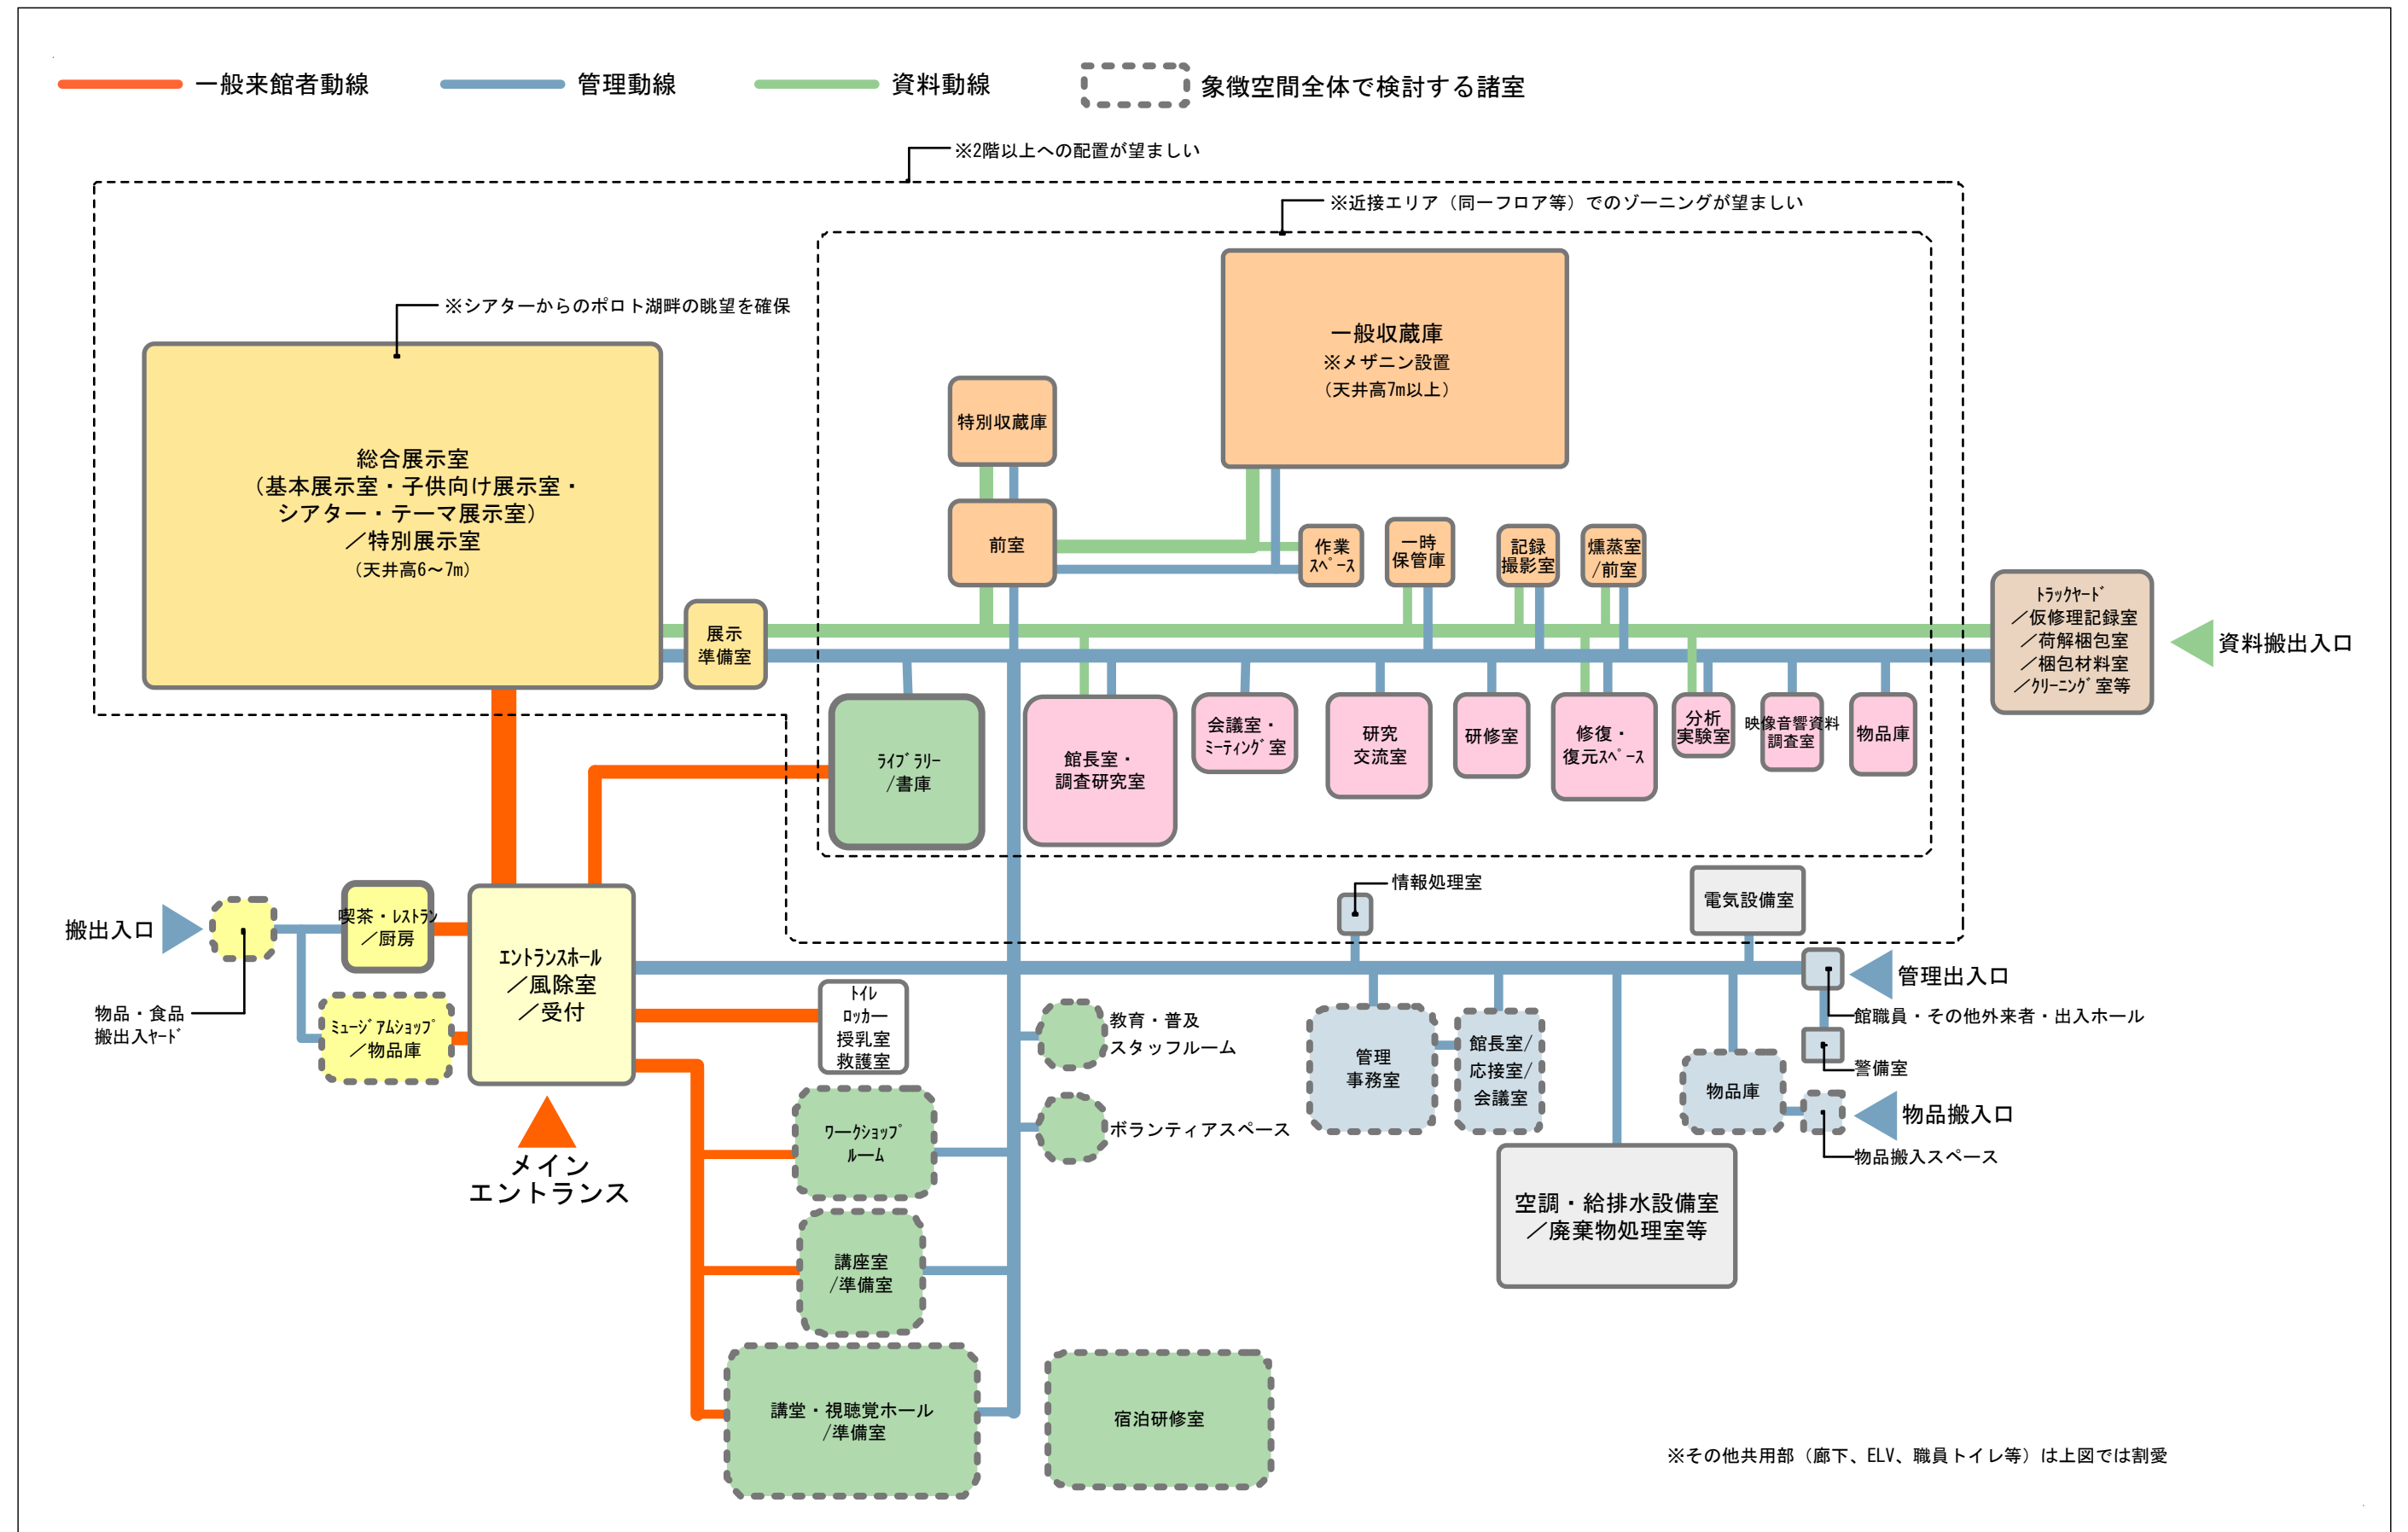 一般来館者動線
管理動線
資料動線
象徴空間全体で検討する諸室
※2階以上への配置が望ましい
※近接エリア（同一フロア等）でのゾーニングが望ましい
※シアターからのポロト湖畔の眺望を確保
一般収蔵庫
※メザニン設置
（天井高7m以上）
特別収蔵庫
総合展示室
（基本展示室・子供向け展示室・
シアター・テーマ展示室）
／特別展示室
（天井高6～7m）
前室
作業
ｽﾍﾟｰｽ
一時
保管庫
記録
撮影室
燻蒸室
/前室
展示
準備室
ﾄﾗｯｸﾔｰﾄﾞ
／仮修理記録室
／荷解梱包室
／梱包材料室
／ｸﾘｰﾆﾝｸﾞ室等
資料搬出入口
ﾗｲﾌﾞﾗﾘｰ
/書庫
館長室・
調査研究室
会議室・
ﾐｰﾃｨﾝｸﾞ室
研究
交流室
研修室
修復・
復元ｽﾍﾟｰｽ
分析
実験室
映像音響資料
調査室
物品庫
情報処理室
電気設備室
搬出入口
喫茶・ﾚｽﾄﾗﾝ
／厨房
ｴﾝﾄﾗﾝｽﾎｰﾙ
／風除室
／受付
物品・食品
搬出入ﾔｰﾄﾞ
ﾐｭｰｼﾞｱﾑｼｮｯﾌﾟ
／物品庫
ﾄｲﾚ
ﾛｯｶｰ
授乳室
救護室
教育・普及
スタッフルーム
管理
事務室
館長室/
応接室/
会議室
管理出入口
館職員・その他外来者・出入ホール
警備室
物品庫
物品搬入口
物品搬入スペース
メイン
エントランス
ﾜｰｸｼｮｯﾌﾟ
ﾙｰﾑ
ボランティアスペース
空調・給排水設備室
／廃棄物処理室等
講座室
/準備室
講堂・視聴覚ホール
/準備室
宿泊研修室
※その他共用部（廊下、ELV、職員トイレ等）は上図では割愛